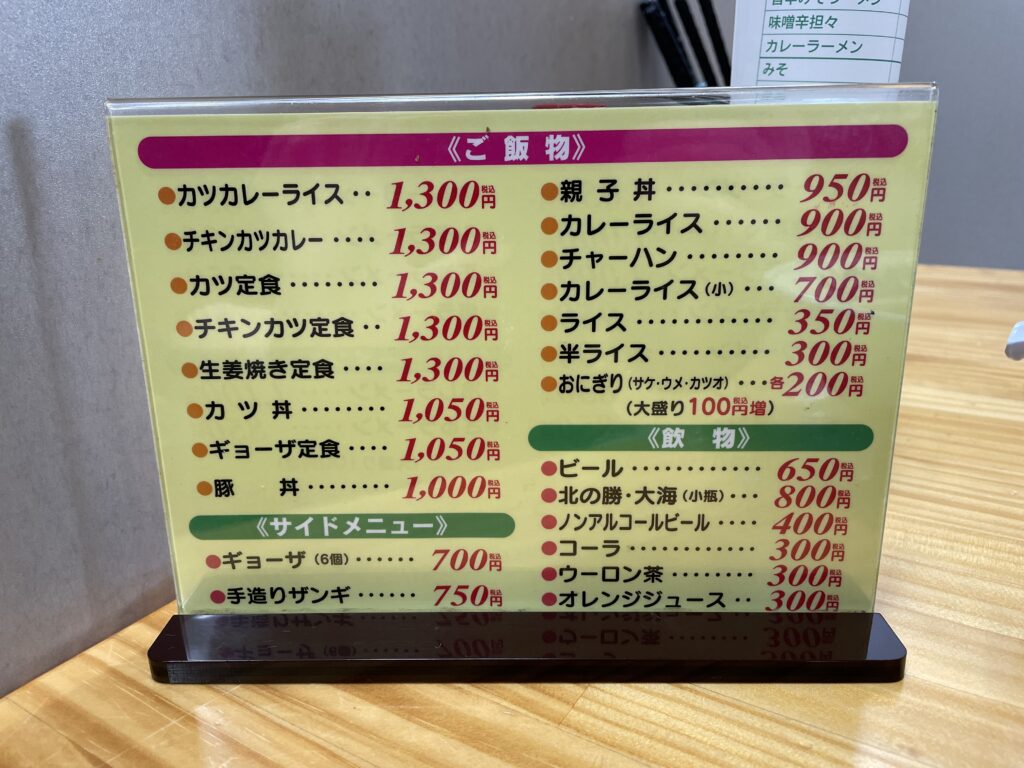 味噌辛担々
カレーラーメン
みそ
《ご飯物》
●カツカレーライス‥ 1,300税込円
●チキンカツカレー‥‥ 1,300税込円
●カツ定食‥‥‥‥ 1,300税込円
●チキンカツ定食‥ 1,300税込円
●生姜焼き定食‥‥ 1,300税込円
●カツ丼‥‥‥‥ 1,050税込円
●ギョーザ定食‥‥ 1,050税込円
●豚丼‥‥‥‥ 1,000税込円
《サイドメニュー》
●ギョーザ(6個)‥‥‥ 700税込円
●手造りザンギ‥‥‥ 750税込円
●親子丼‥‥‥‥‥ 950税込円
●カレーライス‥‥‥‥ 900税込円
●チャーハン‥‥‥‥ 900税込円
●カレーライス(小)‥‥ 700税込円
●ライス‥‥‥‥‥‥ 350税込円
●半ライス‥‥‥‥‥ 300税込円
●おにぎり(サケ・ウメ・カツオ)‥・各200税込円
(大盛り100税込円増)
《飲物》
●ビール‥‥‥‥‥‥ 650税込円
●北の勝・大海(小瓶)‥・ 800税込円
●ノンアルコールビール‥‥ 400税込円
●コーラ‥‥‥‥‥‥ 300税込円
●ウーロン茶‥‥‥‥ 300税込円
●オレンジジュース‥ 300税込円